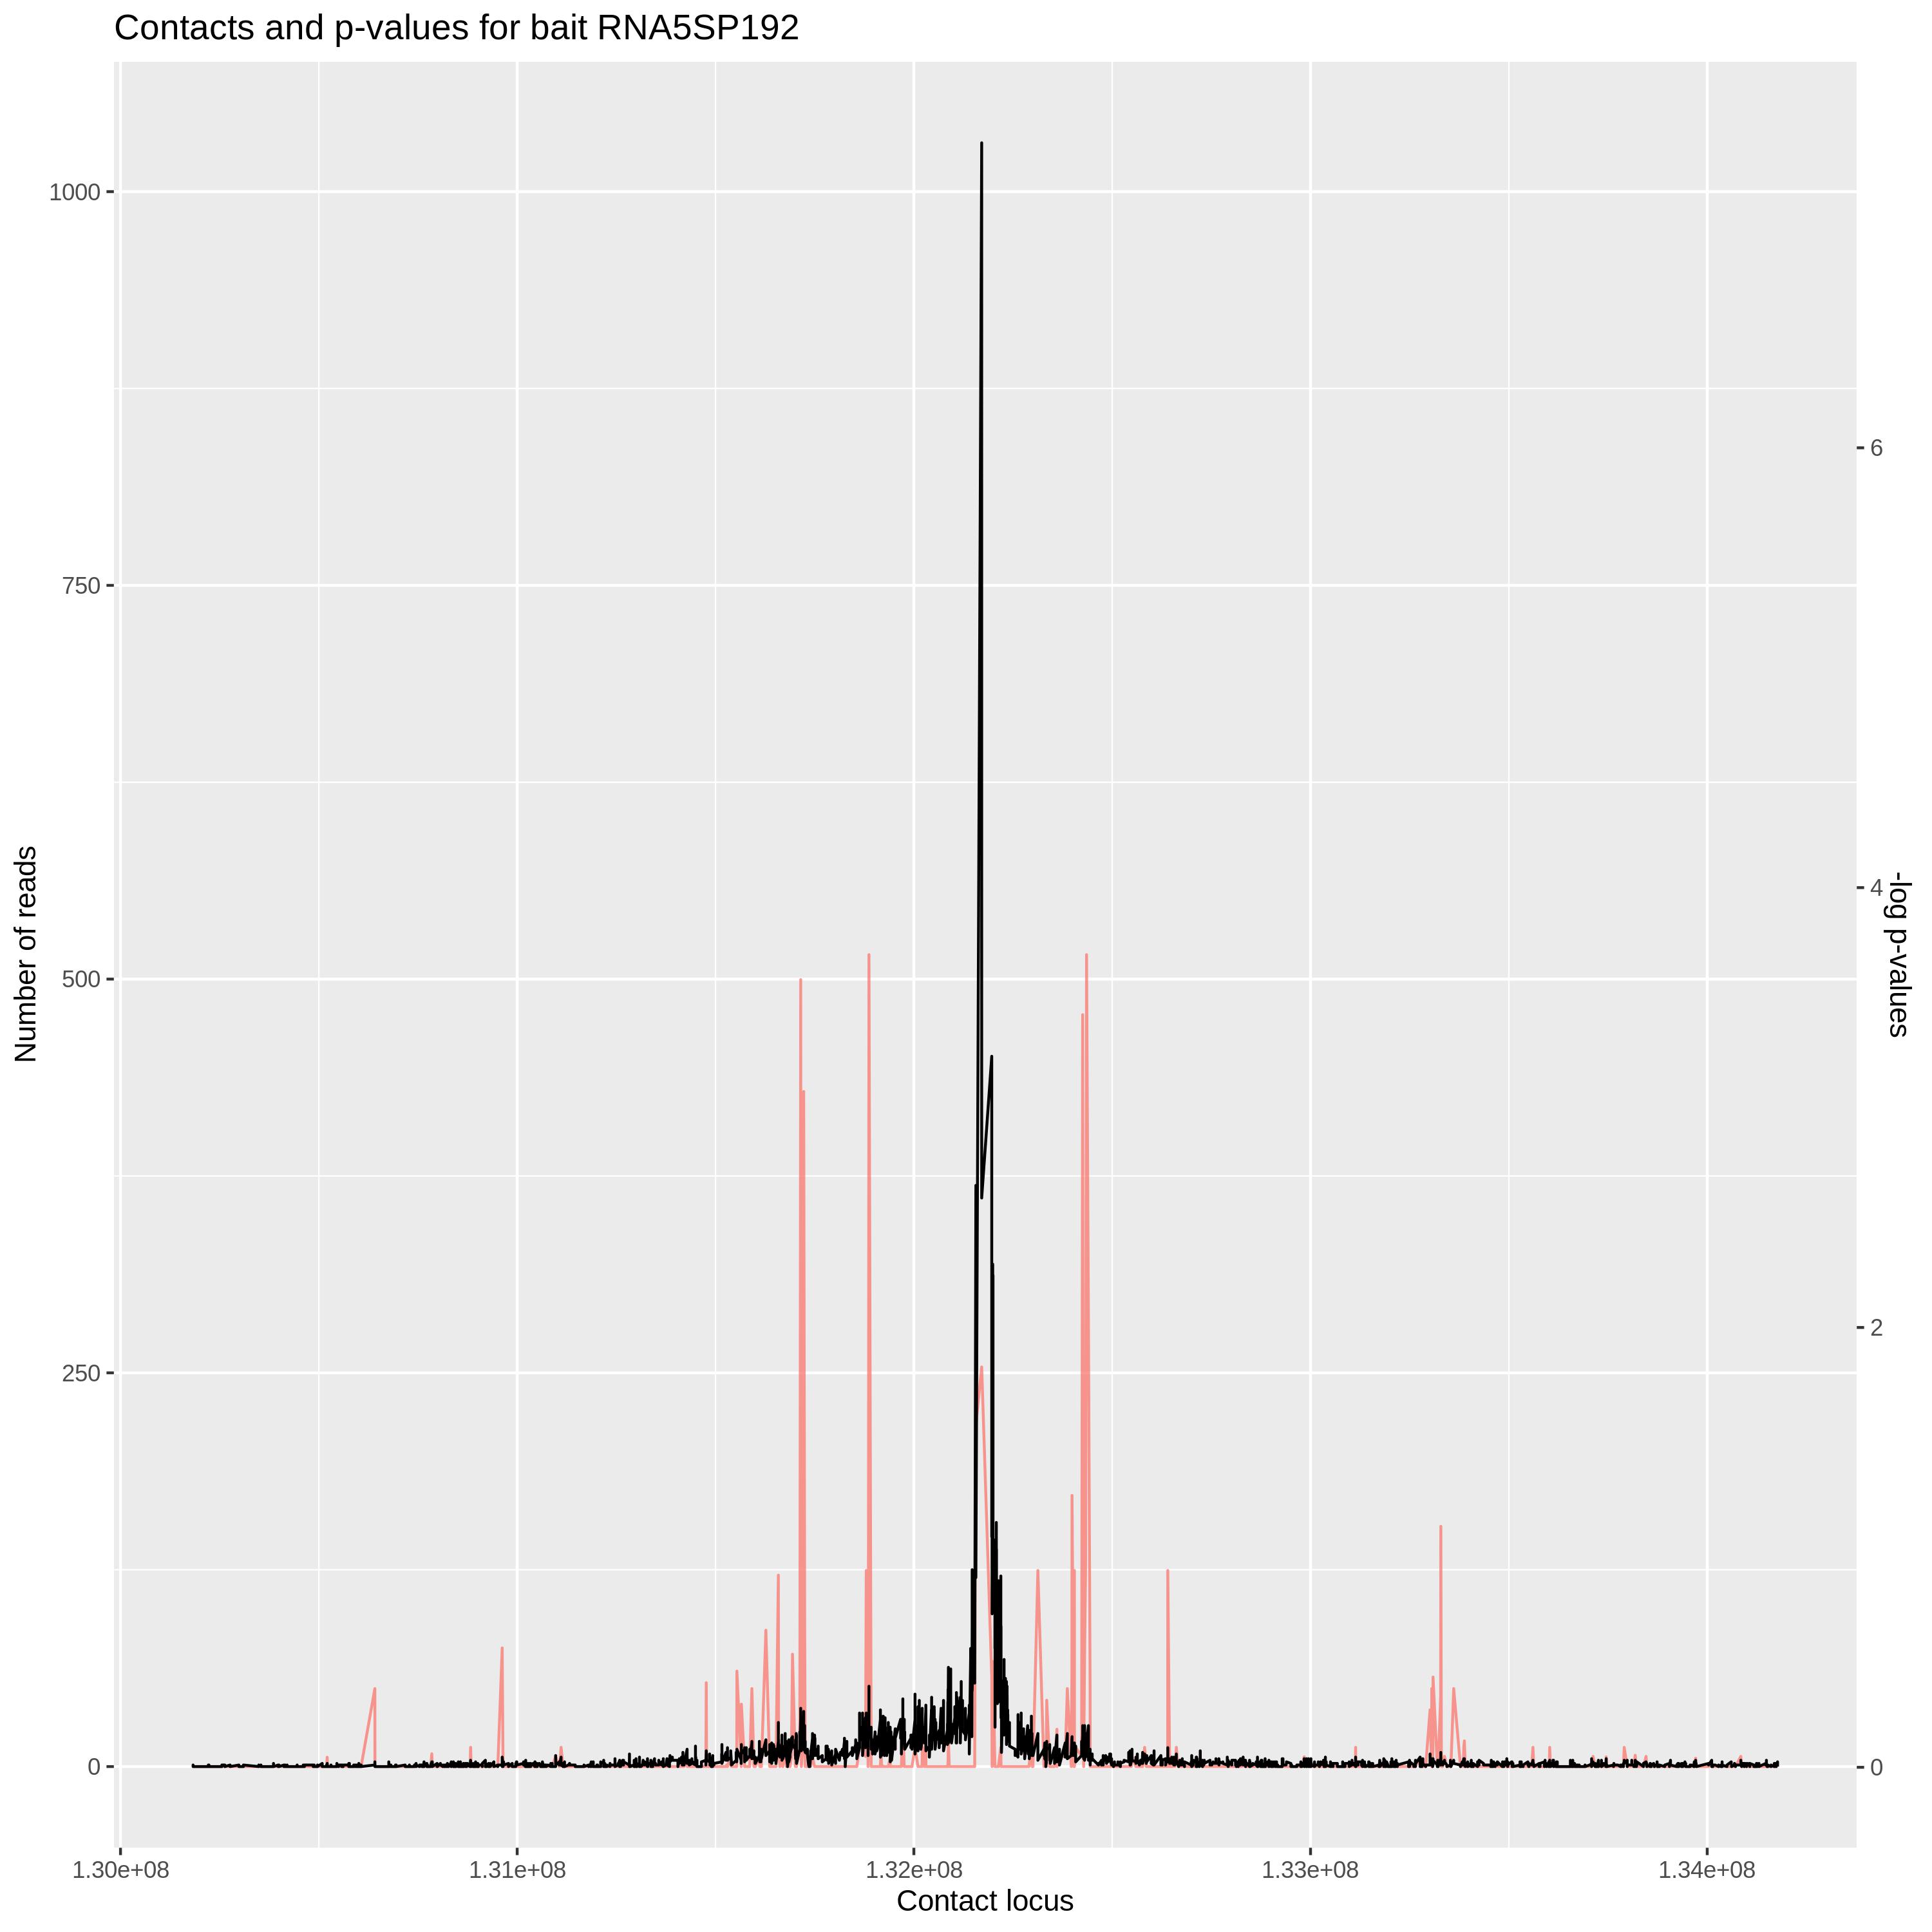 Contacts and p-values for bait RNA5SP192
1000
750
500
250
0
Number of reads
6
4
2
0
-log p-values
1.30e+08
1.31e+08
1.32e+08
1.33e+08
1.34e+08
Contact locus